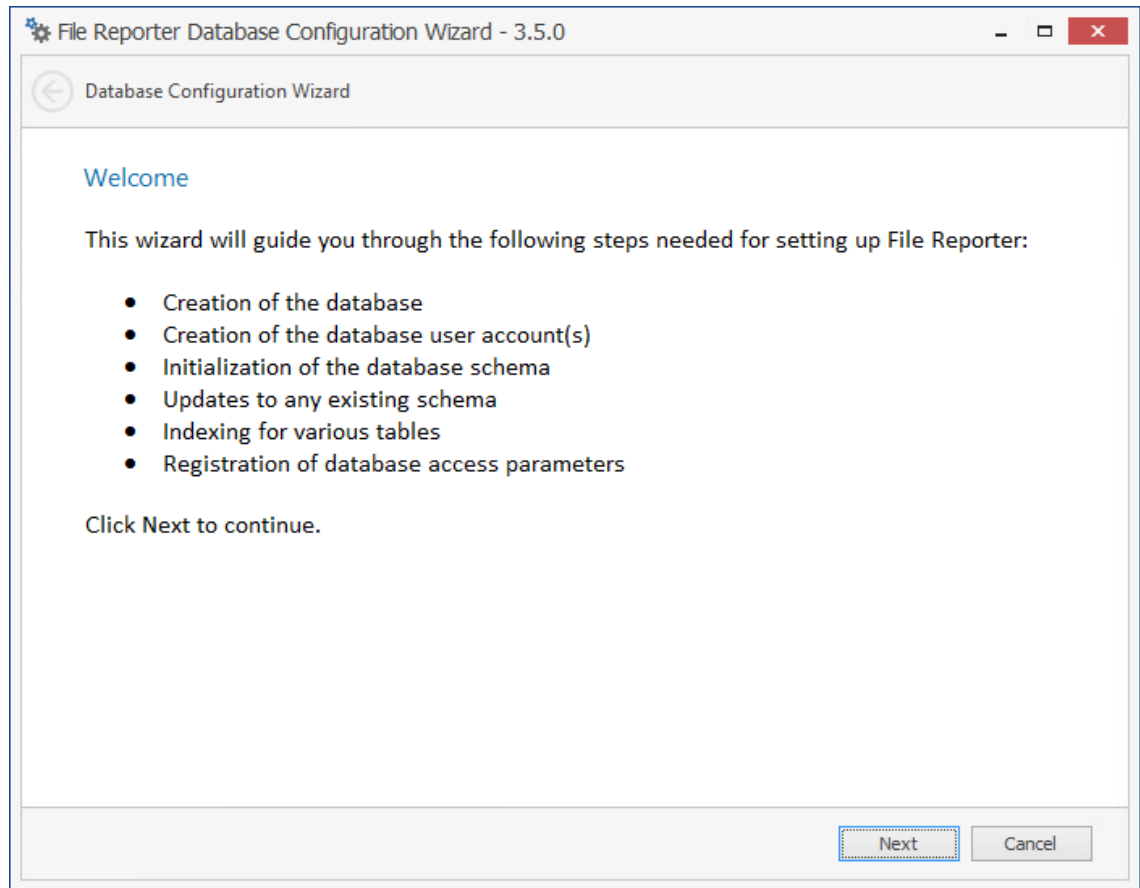 File Reporter Database Configuration Wizard - 3.5.0
Database Configuration Wizard
Welcome
This wizard will guide you through the following steps needed for setting up File Reporter:
• Creation of the database
• Creation of the database user account(s)
• Initialization of the database schema
• Updates to any existing schema
• Indexing for various tables
• Registration of database access parameters
Click Next to continue.
Next Cancel